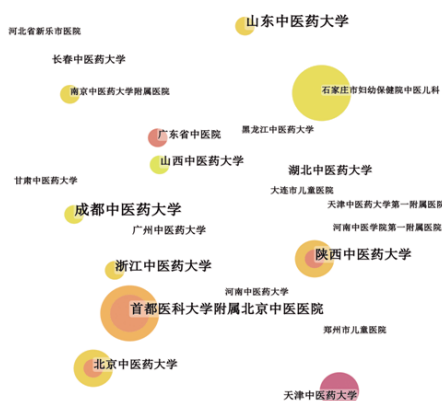 山东中医药大学
河北省新乐市医院
长春中医药大学
南京中医药大学附属医院
石家庄市妇幼保健院中医儿科
黑龙江中医药大学
广东省中医院
山西中医药大学
湖北中医药大学
甘肃中医药大学
大连市儿童医院
天津中医药大学第一附属医院
成都中医药大学
河南中医学院第一附属医院
广州中医药大学
陕西中医药大学
浙江中医药大学
河南中医药大学
首都医科大学附属北京中医医院
郑州市儿童医院
北京中医药大学
天津中医药大学